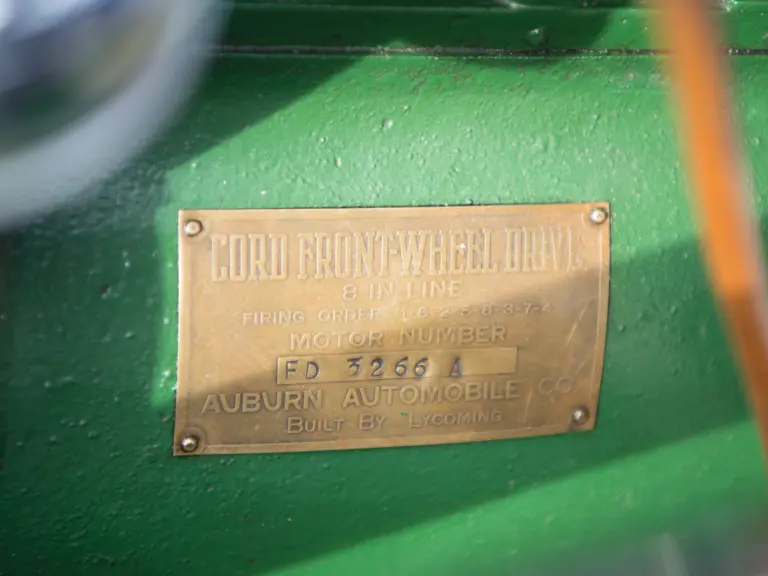 CORD FRONT-WHEEL DRIVE
8 IN LINE
FIRING ORDER 1-6-2-5-8-3-7-4
MOTOR NUMBER
FD 3266 A
AUBURN AUTOMOBILE CO
BUILT BY LYCOMING